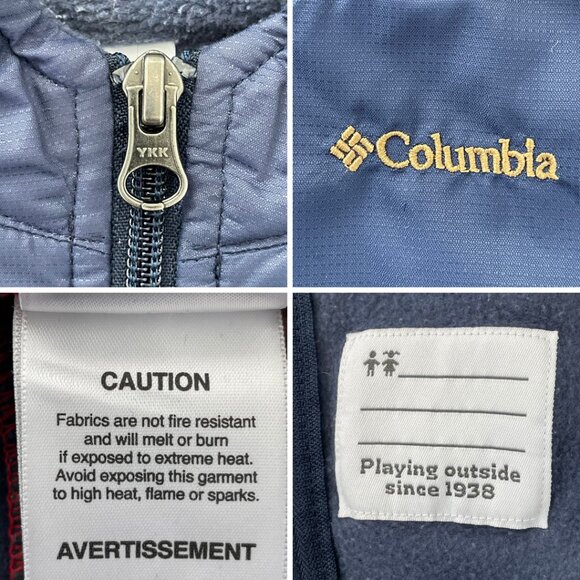 YKK
Columbia
CAUTION
Fabrics are not fire resistant
and will melt or burn
if exposed to extreme heat.
Avoid exposing this garment
to high heat, flame or sparks.
AVERTISSEMENT
Playing outside
since 1938